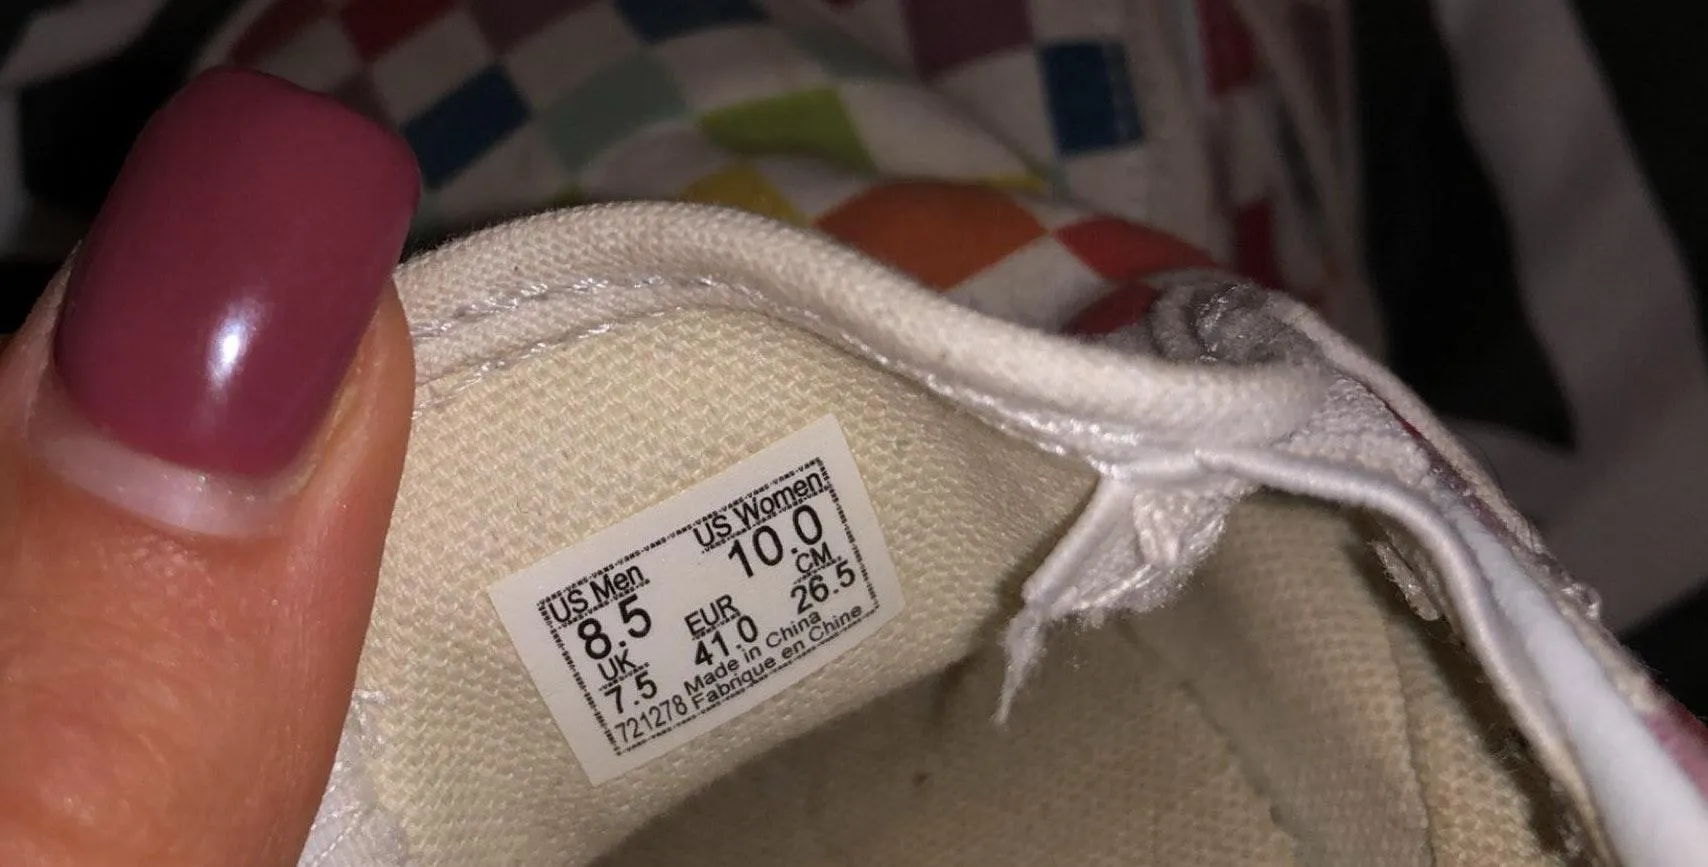 US Men US Women
8.5 10.0
UK EUR CM
7.5 41.0 26.5
721278 Made in China
Fabrique en Chine